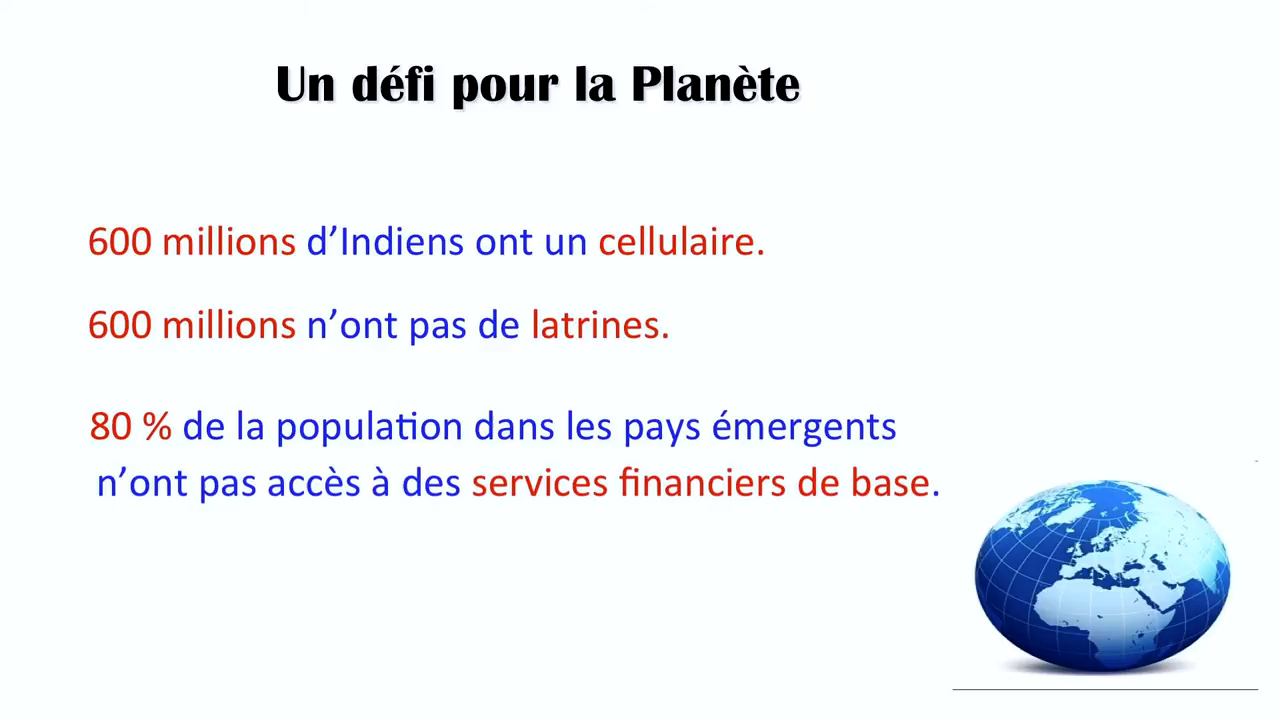 Un défi pour la Planète
600 millions d’Indiens ont un cellulaire.
600 millions n’ont pas de latrines.
80 % de la population dans les pays émergents
n’ont pas accès à des services financiers de base.